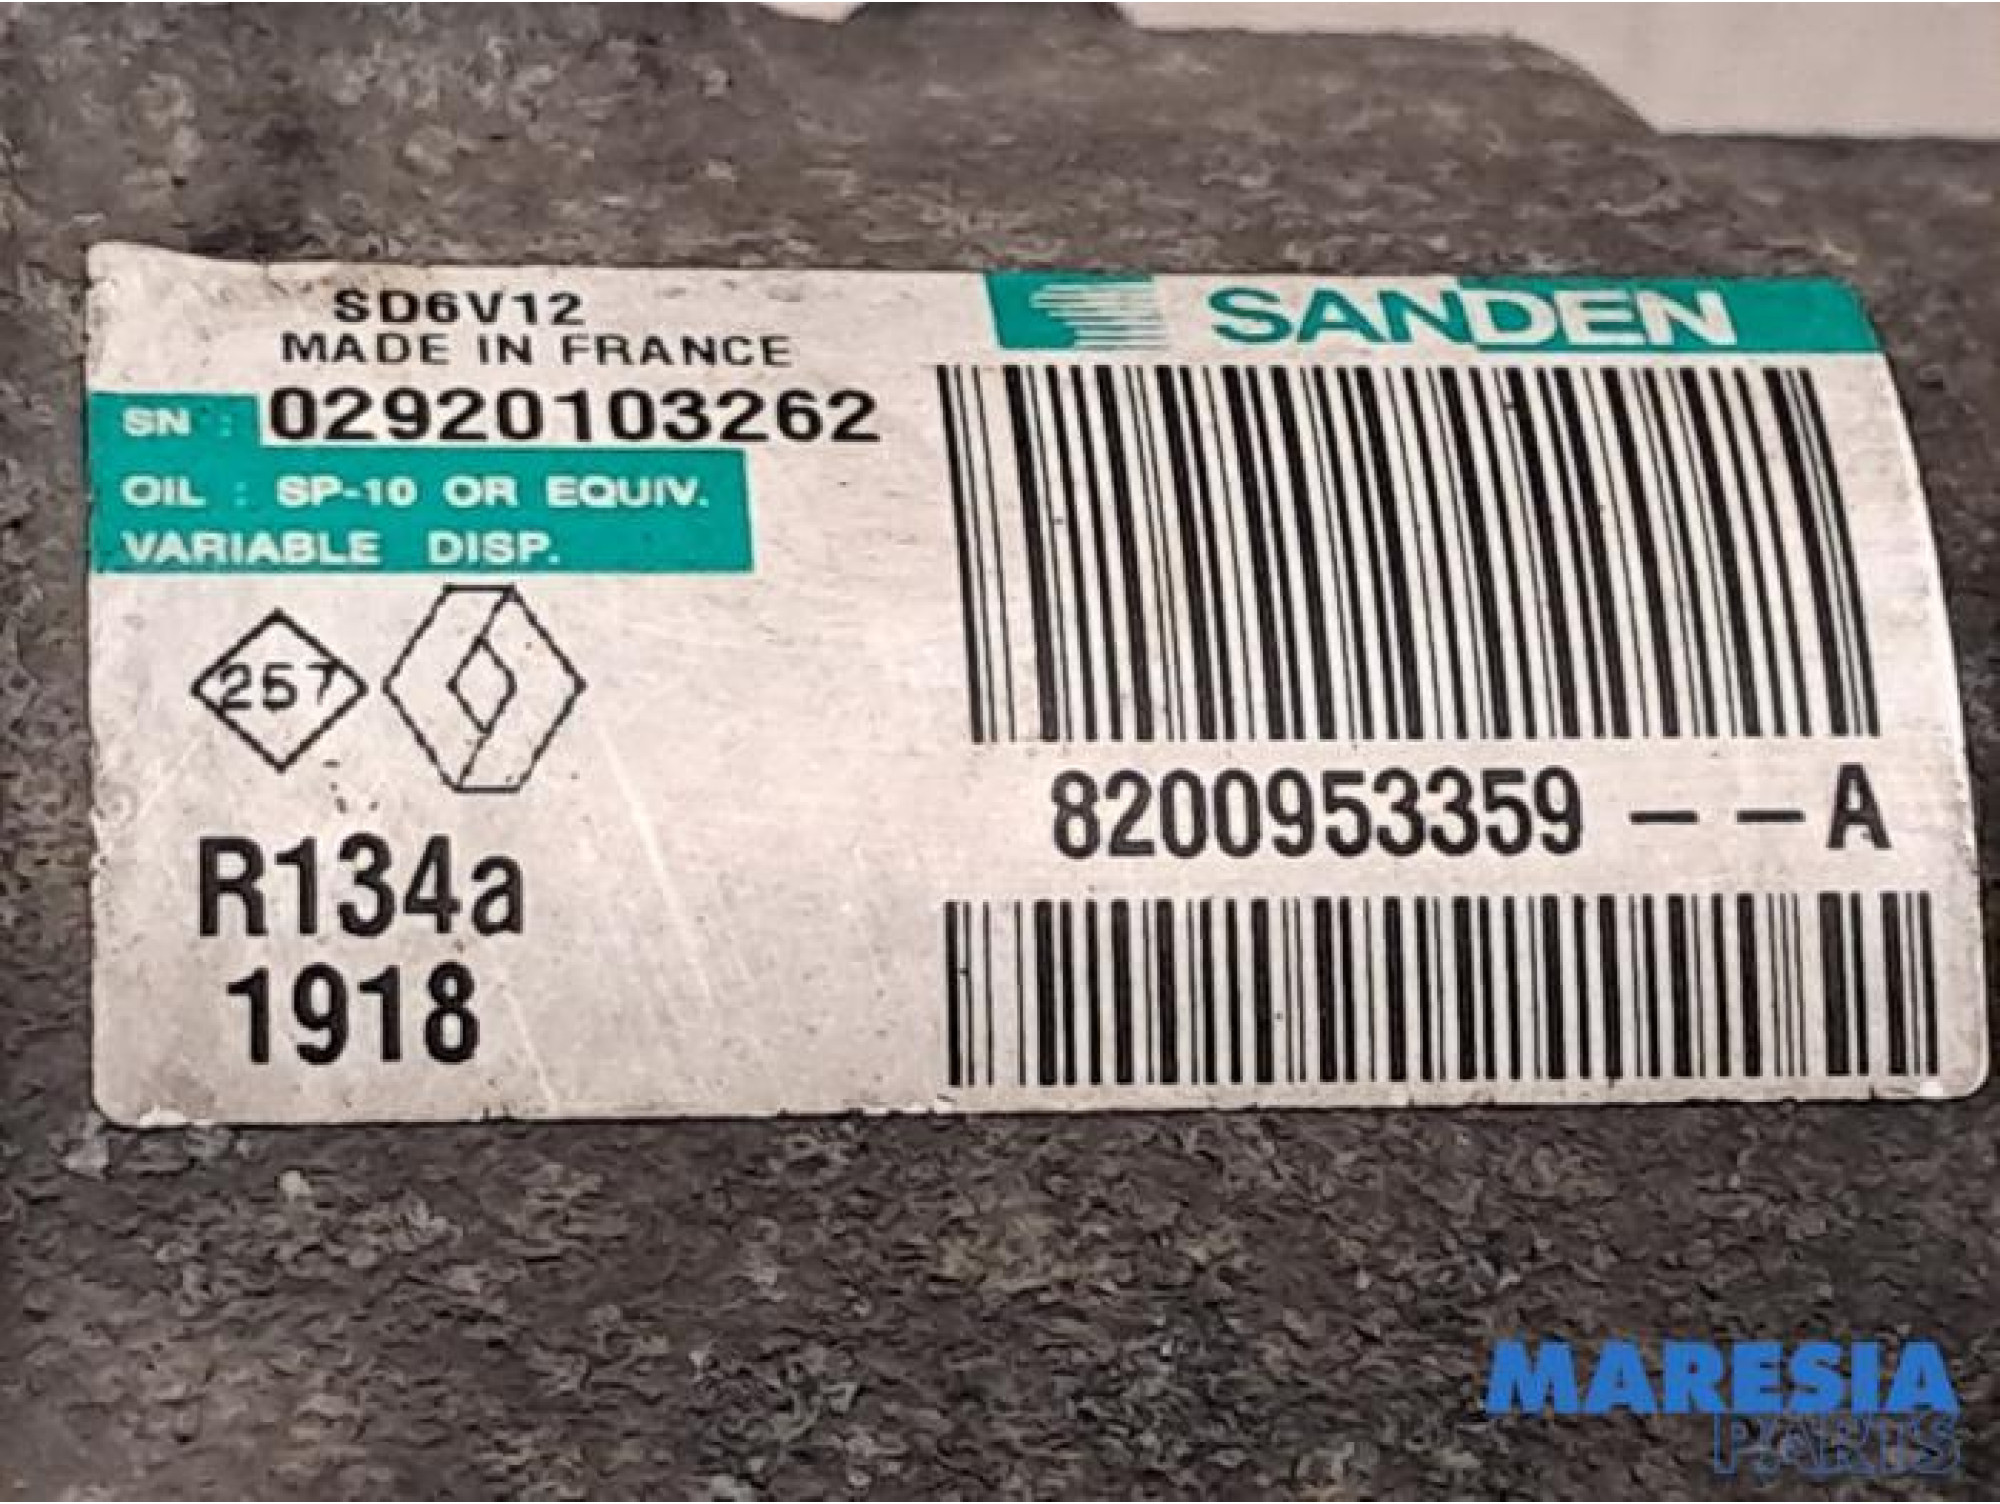 SD6V12
MADE IN FRANCE
SN : 02920103262
OIL : SP-10 OR EQUIV.
VARIABLE DISP.
257
R134a
1918
SANDEN
8200953359 – – A
MARESIA
PARTS